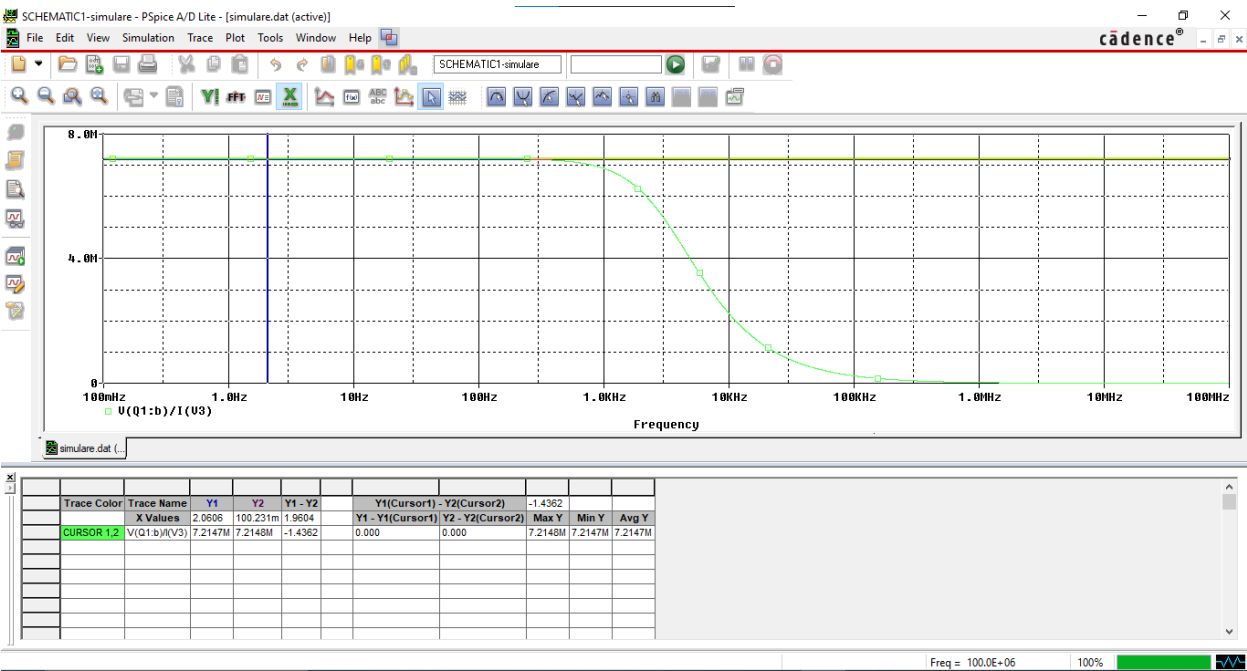 SCHEMATIC1-simulare - PSpice A/D Lite - [simulare.dat (active)]
File Edit View Simulation Trace Plot Tools Window Help
cādence®
SCHEMATIC1-simulare
FFT
ABC
abc
8.0M
4.0M
0
100mHz 1.0Hz 10Hz 100Hz 1.0KHz 10KHz 100KHz 1.0MHz 10MHz 100MHz
V(Q1:b)/I(V3)
Frequency
simulare.dat (...
Trace Color Trace Name Y1 Y2 Y1 - Y2 Y1(Cursor1) - Y2(Cursor2) -1.4362
X Values 2.0606 100.231m 1.9604 Y1 - Y1(Cursor1) Y2 - Y2(Cursor2) Max Y Min Y Avg Y
CURSOR 1,2 V(Q1:b)/I(V3) 7.2147M 7.2148M -1.4362 0.000 0.000 7.2148M 7.2147M 7.2147M
Freq = 100.0E+06 100%